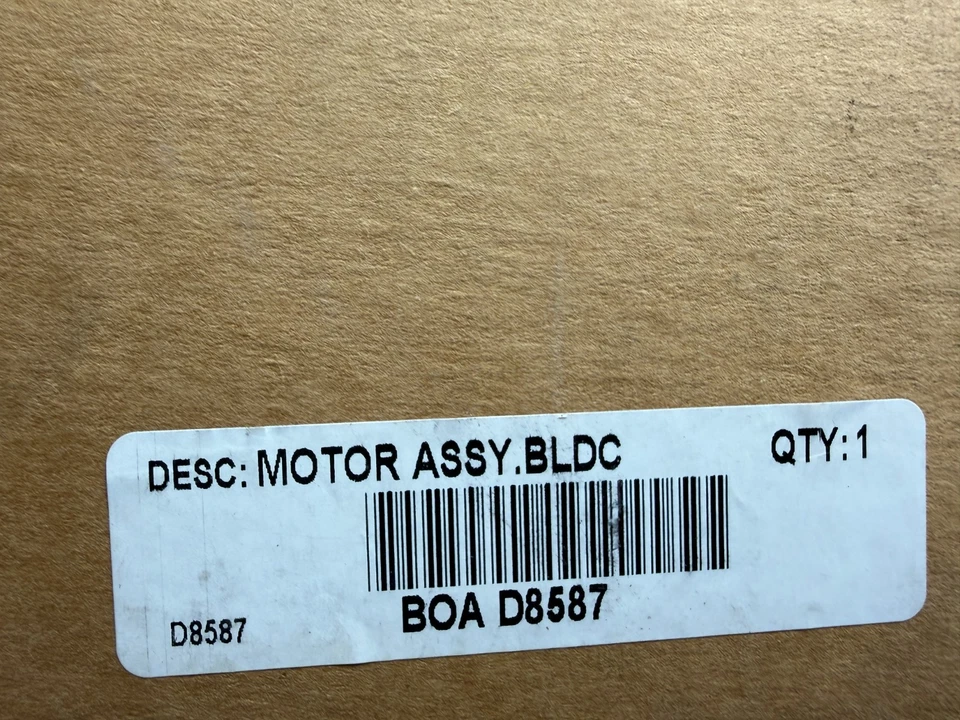 DESC: MOTOR ASSY.BLDC QTY: 1
BOA D8587
D8587